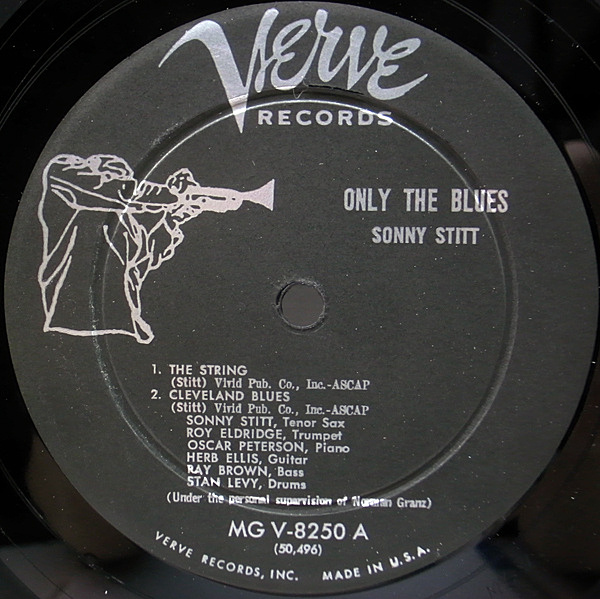 Verve
RECORDS
ONLY THE BLUES
SONNY STITT
1. THE STRING
(Stitt) Vivid Pub. Co., Inc.-ASCAP
2. CLEVELAND BLUES
(Stitt) Vivid Pub. Co., Inc.-ASCAP
SONNY STITT, Tenor Sax
ROY ELDRIDGE, Trumpet
OSCAR PETERSON, Piano
HERB ELLIS, Guitar
RAY BROWN, Bass
STAN LEVY, Drums
(Under the personal supervision of Norman Granz)
MG V-8250 A
(50,496)
VERVE RECORDS, INC. MADE IN U.S.A.